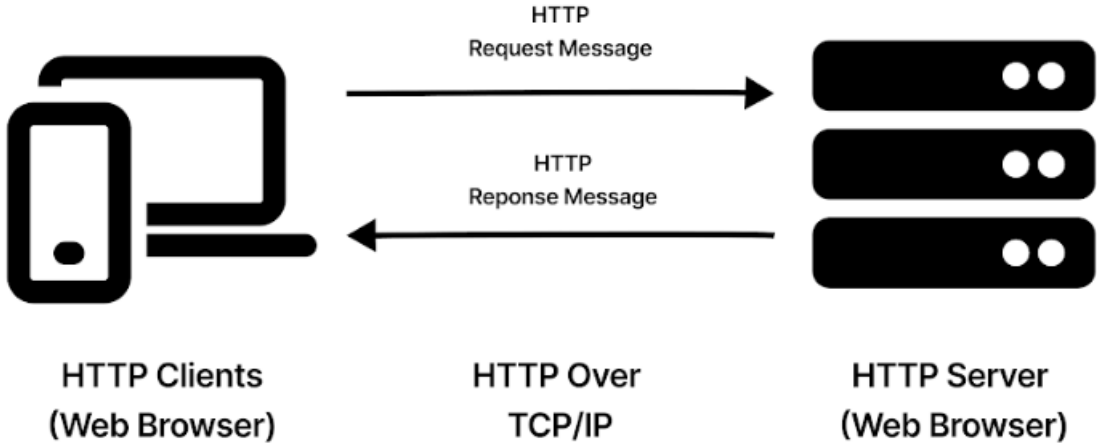 HTTP
Request Message
HTTP
Reponse Message
HTTP Clients
(Web Browser)
HTTP Over
TCP/IP
HTTP Server
(Web Browser)